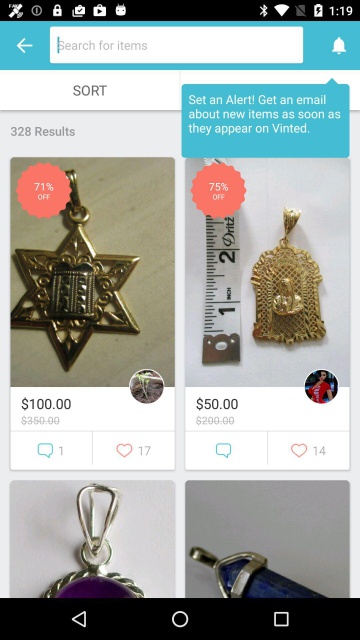 1:19
Search for items
SORT
Set an Alert! Get an email
about new items as soon as
they appear on Vinted.
328 Results
71%
OFF
75%
OFF
2
Dritz
1
INCH
$100.00
$350.00
1
17
$50.00
$200.00
14